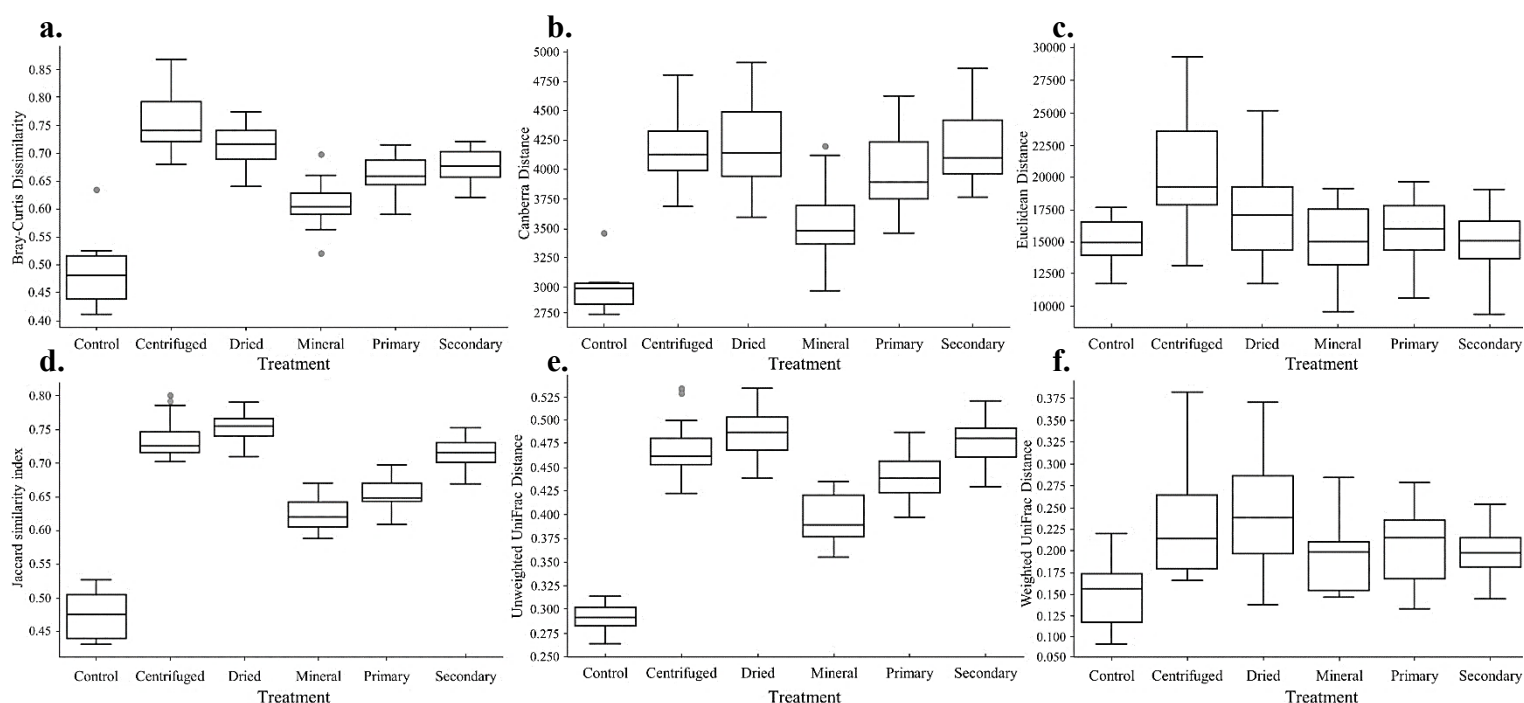 a.
Bray-Curtis Dissimilarity
0.85
0.80
0.75
0.70
0.65
0.60
0.55
0.50
0.45
0.40
Control Centrifuged Dried Mineral Primary Secondary
Treatment
b.
Canberra Distance
5000
4750
4500
4250
4000
3750
3500
3250
3000
2750
Control Centrifuged Dried Mineral Primary Secondary
Treatment
c.
Euclidean Distance
30000
27500
25000
22500
20000
17500
15000
12500
10000
Control Centrifuged Dried Mineral Primary Secondary
Treatment
d.
Jaccard similarity index
0.80
0.75
0.70
0.65
0.60
0.55
0.50
0.45
Control Centrifuged Dried Mineral Primary Secondary
Treatment
e.
Unweighted UniFrac Distance
0.525
0.500
0.475
0.450
0.425
0.400
0.375
0.350
0.325
0.300
0.275
0.250
Control Centrifuged Dried Mineral Primary Secondary
Treatment
f.
Weighted UniFrac Distance
0.375
0.350
0.325
0.300
0.275
0.250
0.225
0.200
0.175
0.150
0.125
0.100
0.050
Control Centrifuged Dried Mineral Primary Secondary
Treatment